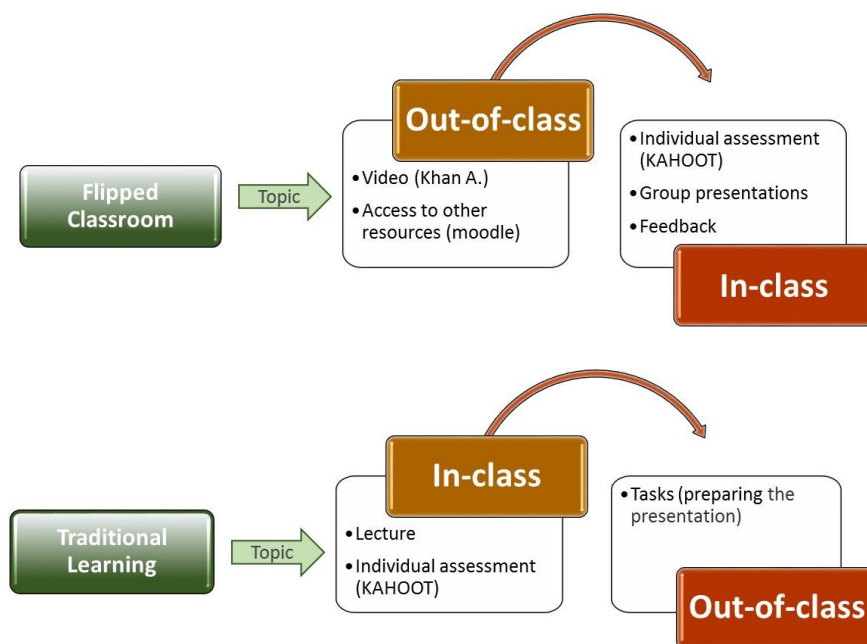 Out-of-class
• Video (Khan A.)
• Access to other
resources (moodle)
• Individual assessment
(KAHOOT)
• Group presentations
• Feedback
In-class
Flipped
Classroom
Topic
In-class
• Lecture
• Individual assessment
(KAHOOT)
• Tasks (preparing the
presentation)
Out-of-class
Traditional
Learning
Topic